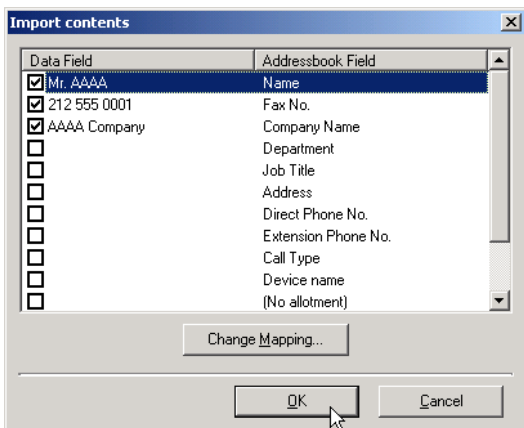 Import contents
Data Field Addressbook Field
Mr. AAAA Name
212 555 0001 Fax No.
AAAA Company Company Name
Department
Job Title
Address
Direct Phone No.
Extension Phone No.
Call Type
Device name
(No allotment)
Change Mapping...
OK Cancel